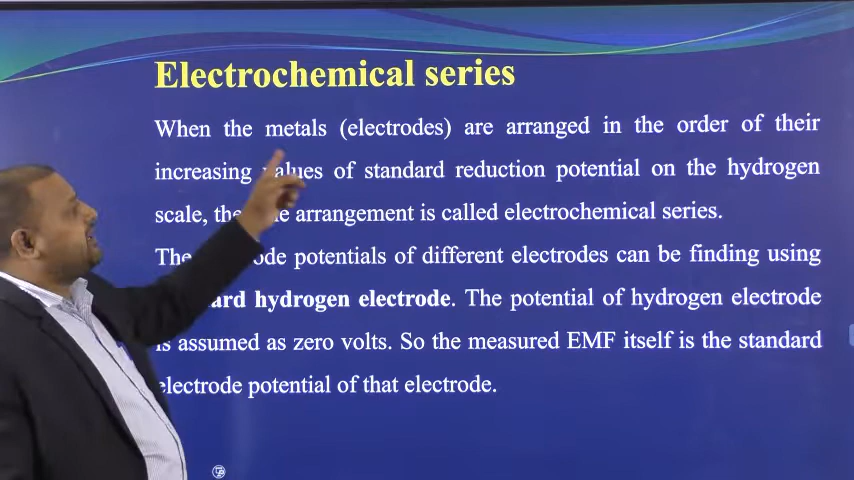 Electrochemical series
When the metals (electrodes) are arranged in the order of their
increasing values of standard reduction potential on the hydrogen
scale, arrangement is called electrochemical series.
The potentials of different electrodes can be finding using
hydrogen electrode. The potential of hydrogen electrode
is assumed as zero volts. So the measured EMF itself is the standard
electrode potential of that electrode.